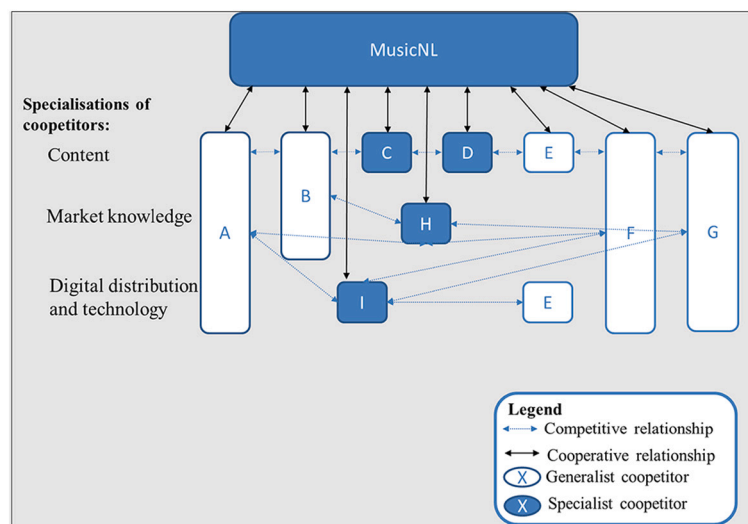 MusicNL
Specialisations of
coopetitors:
Content
C
D
E
B
Market knowledge
H
A
F
G
Digital distribution
and technology
I
E
Legend
Competitive relationship
Cooperative relationship
X Generalist coopetitor
X Specialist coopetitor